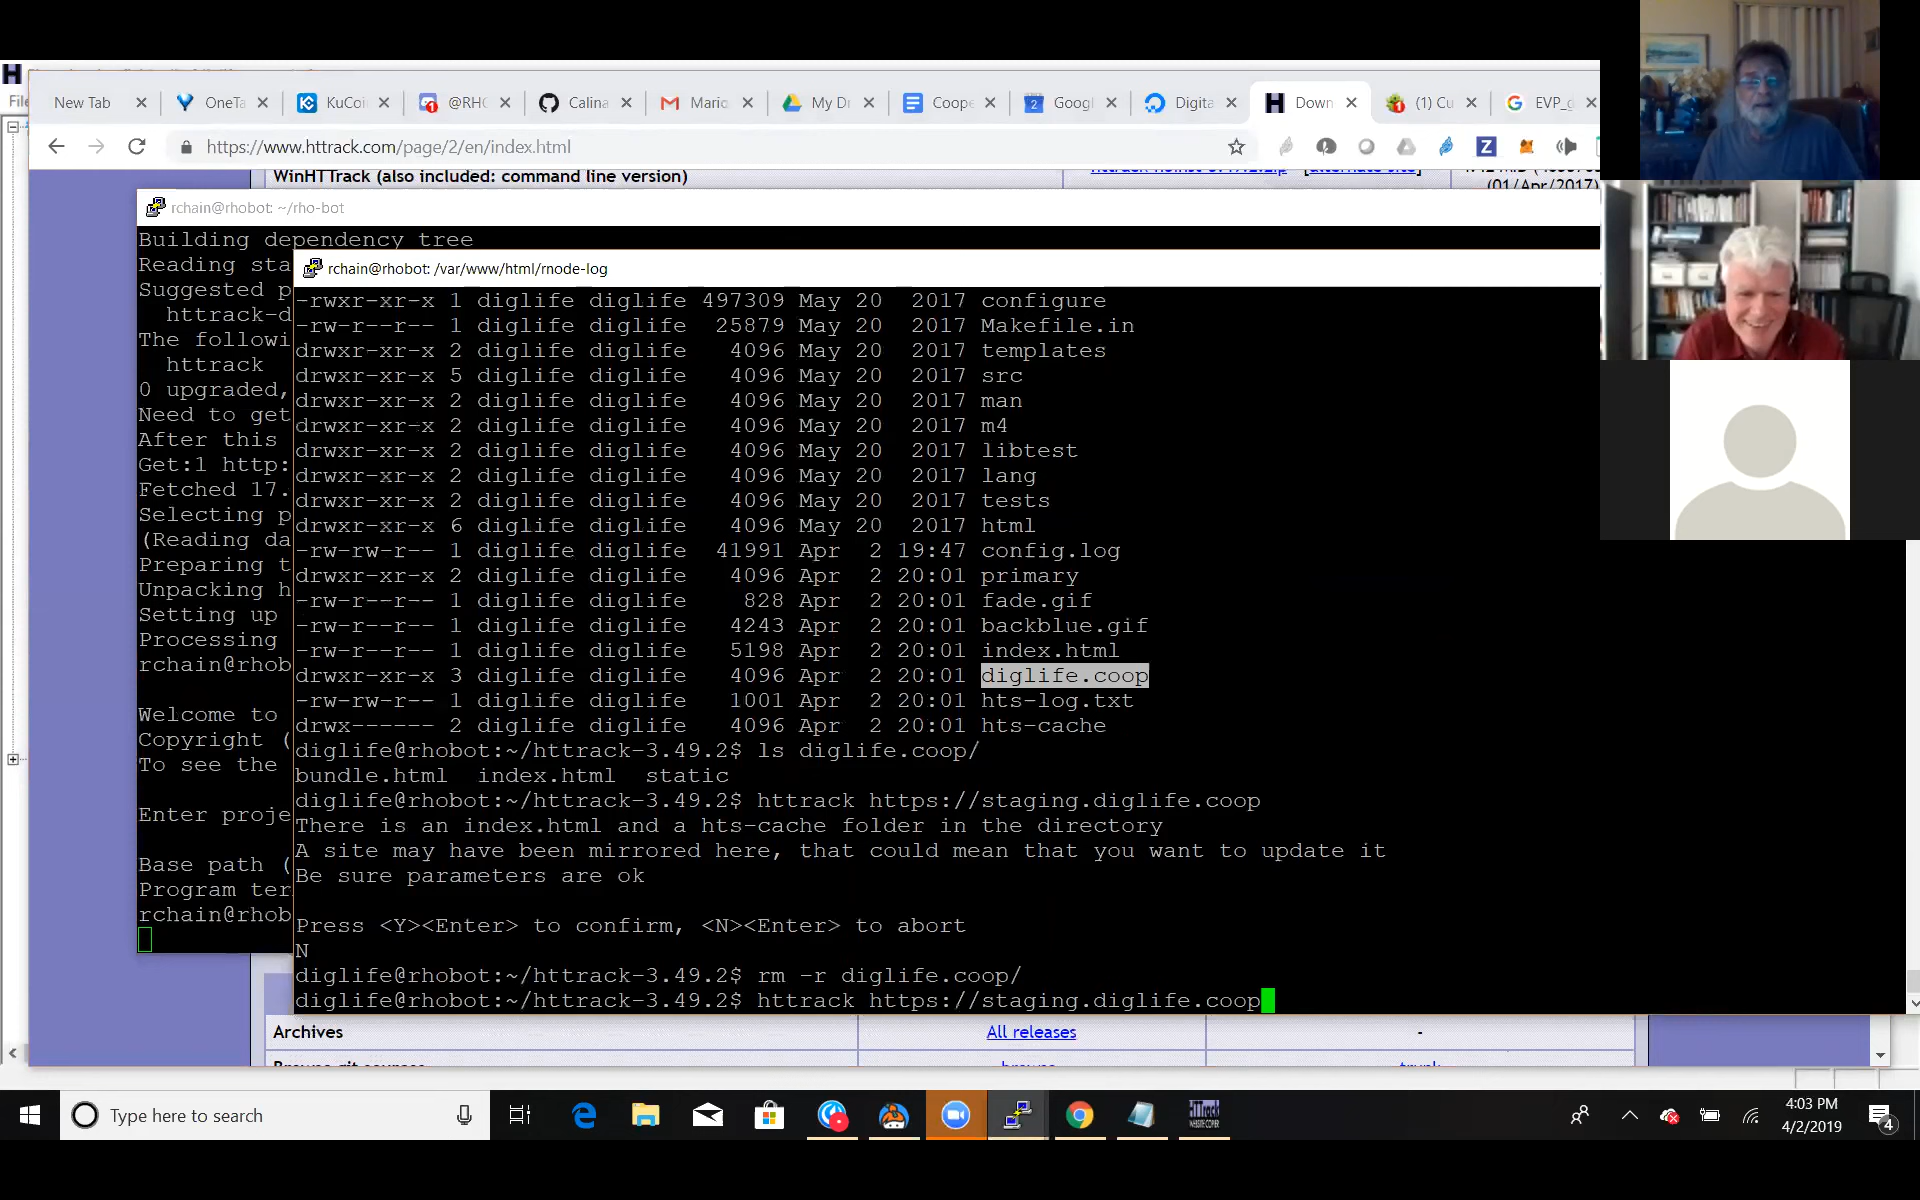 New Tab
OneTa
KuCoi
@RHC
Calina
Mario
My Dr
Coope
2 Googl
Digita
Down
(1) Cu
EVP_g
File
https://www.httrack.com/page/2/en/index.html
WinHTTrack (also included: command line version)
(01/Apr/2017)
rchain@rhobot: ~/rho-bot
Building dependency tree
Reading sta
Suggested p
httrack-d
The followi
httrack
0 upgraded,
Need to get
After this
Get:1 http:
Fetched 17.
Selecting p
(Reading da
Preparing t
Unpacking h
Setting up
Processing
rchain@rhob
Welcome to
Copyright (
To see the
Enter proje
Base path (
Program ter
rchain@rhob
rchain@rhobot: /var/www/html/rnode-log
-rwxr-xr-x 1 diglife diglife 497309 May 20  2017 configure
-rw-r--r-- 1 diglife diglife  25879 May 20  2017 Makefile.in
drwxr-xr-x 2 diglife diglife   4096 May 20  2017 templates
drwxr-xr-x 5 diglife diglife   4096 May 20  2017 src
drwxr-xr-x 2 diglife diglife   4096 May 20  2017 man
drwxr-xr-x 2 diglife diglife   4096 May 20  2017 m4
drwxr-xr-x 2 diglife diglife   4096 May 20  2017 libtest
drwxr-xr-x 2 diglife diglife   4096 May 20  2017 lang
drwxr-xr-x 2 diglife diglife   4096 May 20  2017 tests
drwxr-xr-x 6 diglife diglife   4096 May 20  2017 html
-rw-rw-r-- 1 diglife diglife  41991 Apr  2 19:47 config.log
drwxr-xr-x 2 diglife diglife   4096 Apr  2 20:01 primary
-rw-r--r-- 1 diglife diglife    828 Apr  2 20:01 fade.gif
-rw-r--r-- 1 diglife diglife   4243 Apr  2 20:01 backblue.gif
-rw-r--r-- 1 diglife diglife   5198 Apr  2 20:01 index.html
drwxr-xr-x 3 diglife diglife   4096 Apr  2 20:01 diglife.coop
-rw-rw-r-- 1 diglife diglife   1001 Apr  2 20:01 hts-log.txt
drwx------ 2 diglife diglife   4096 Apr  2 20:01 hts-cache
diglife@rhobot:~/httrack-3.49.2$ ls diglife.coop/
bundle.html  index.html  static
diglife@rhobot:~/httrack-3.49.2$ httrack https://staging.diglife.coop
There is an index.html and a hts-cache folder in the directory
A site may have been mirrored here, that could mean that you want to update it
Be sure parameters are ok
Press <Y><Enter> to confirm, <N><Enter> to abort
N
diglife@rhobot:~/httrack-3.49.2$ rm -r diglife.coop/
diglife@rhobot:~/httrack-3.49.2$ httrack https://staging.diglife.coop
Archives
All releases
-
Type here to search
HTTrack
WEBSITE COPIER
4:03 PM
4/2/2019
4